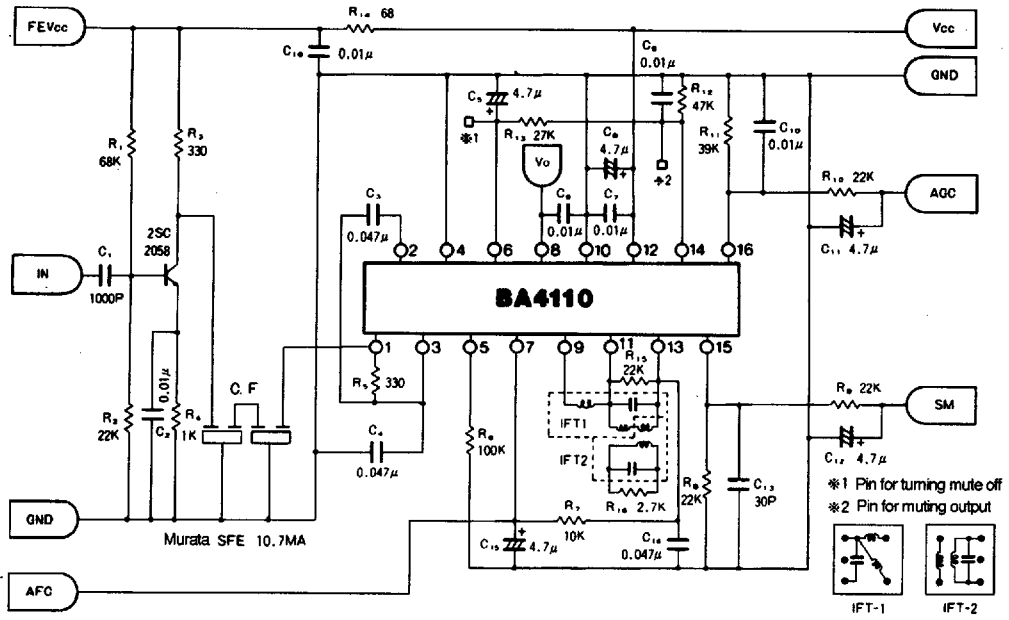 FEVcc
R14 68
Vcc
C18 0.01μ
C9 0.01μ
GND
C5 4.7μ
R12 47K
※1
R13 27K
R11 39K
C10 0.01μ
R1 68K
R3 330
C8 4.7μ
Vo
※2
R10 22K
AGC
C3 0.047μ
C6 0.01μ
C7 0.01μ
C11 4.7μ
2SC
2058
2 4 6 8 10 12 14 16
IN
C1 1000P
BA4110
1 3 5 7 9 11 13 15
R15 22K
R5 330
0.01μ
C2
C.F
R9 22K
SM
R2 22K
R4 1K
IFT1
R6 100K
C4 0.047μ
IFT2
C12 4.7μ
R8 22K
C13 30P
※1 Pin for turning mute off
R16 2.7K
※2 Pin for muting output
GND
R7 10K
Murata SFE 10.7MA
C15 4.7μ
C14 0.047μ
AFC
IFT-1
IFT-2